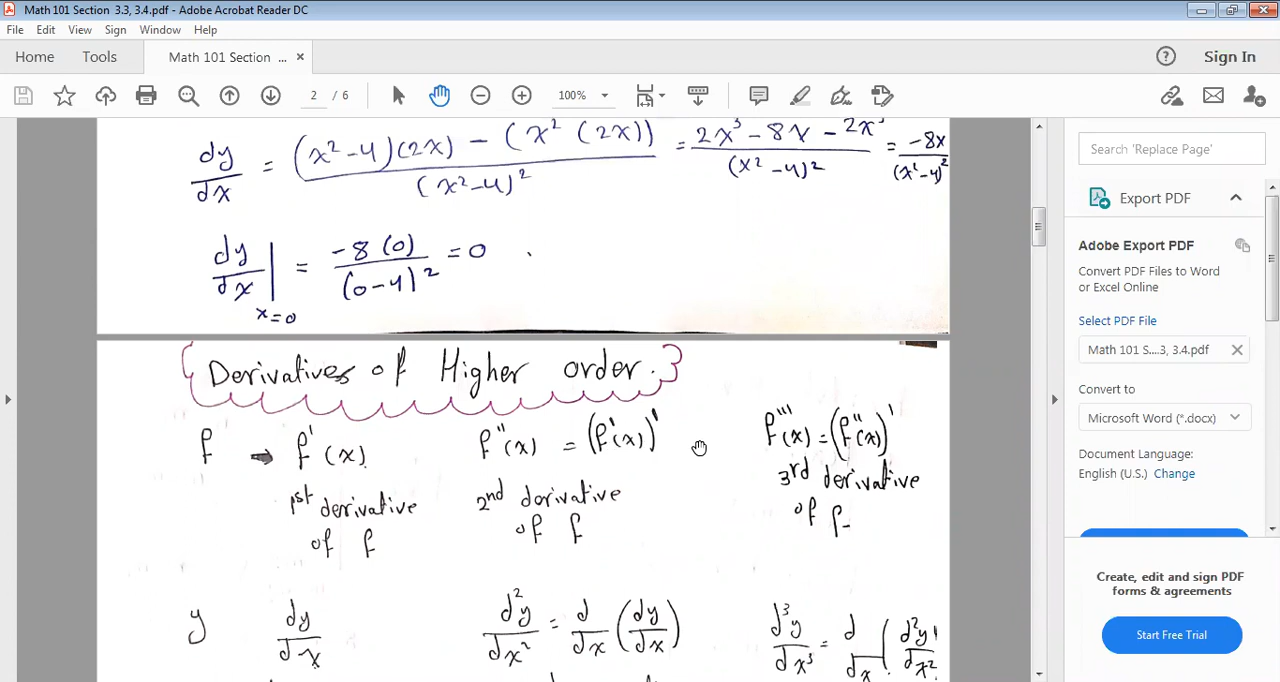 Math 101 Section 3.3, 3.4.pdf - Adobe Acrobat Reader DC
File Edit View Sign Window Help
Home Tools Math 101 Section ... × Sign In
2 / 6 100%
dy/dx = (x²-4)(2x) - (x² (2x)) / (x²-4)² = 2x³ - 8x - 2x³ / (x²-4)² = -8x / (x²-4)²
dy/dx | x=0 = -8(0) / (0-4)² = 0
Derivatives of Higher order.
f → f'(x) f''(x) = (f'(x))' f'''(x) = (f''(x))'
1st derivative 2nd derivative 3rd derivative
of f of f of f
y dy/dx d²y/dx² = d/dx (dy/dx) d³y/dx³ = d/dx (d²y/dx²
Search 'Replace Page'
Export PDF
Adobe Export PDF
Convert PDF Files to Word
or Excel Online
Select PDF File
Math 101 S....3, 3.4.pdf ×
Convert to
Microsoft Word (*.docx)
Document Language:
English (U.S.) Change
Create, edit and sign PDF
forms & agreements
Start Free Trial